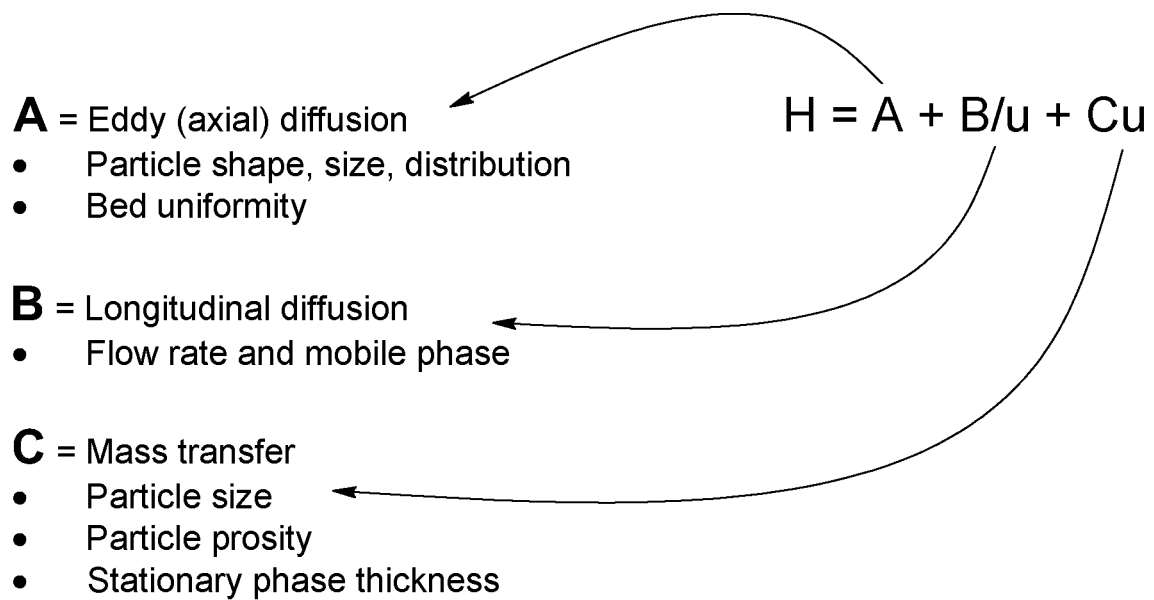 H = A + B/u + Cu
A = Eddy (axial) diffusion
• Particle shape, size, distribution
• Bed uniformity
B = Longitudinal diffusion
• Flow rate and mobile phase
C = Mass transfer
• Particle size
• Particle prosity
• Stationary phase thickness